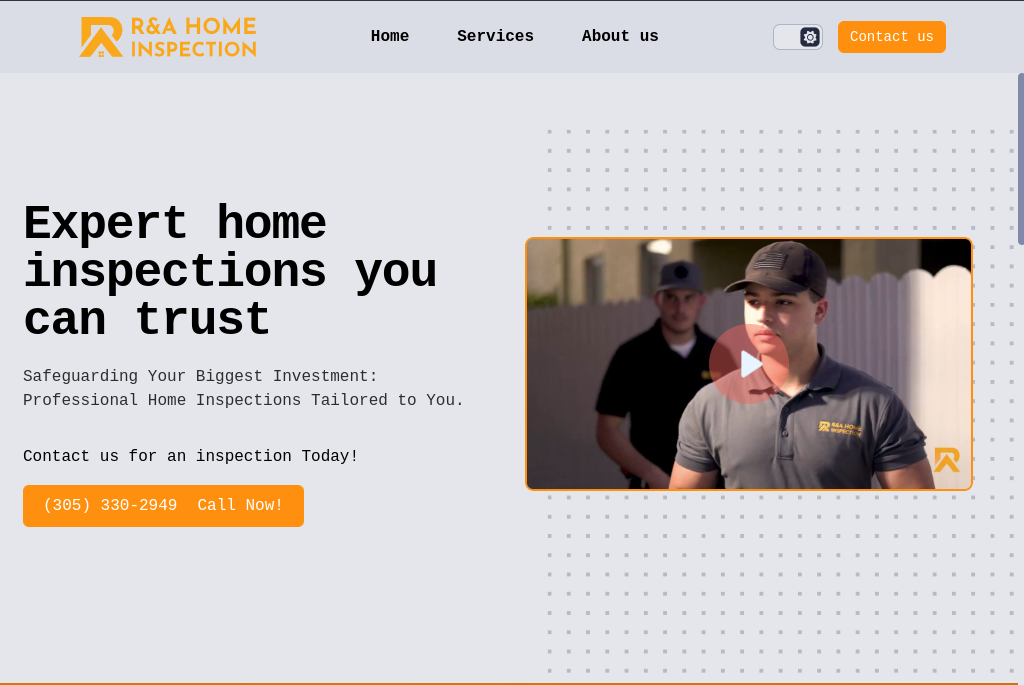 R&A HOME
INSPECTION
Home
Services
About us
Contact us
Expert home
inspections you
can trust
Safeguarding Your Biggest Investment:
Professional Home Inspections Tailored to You.
Contact us for an inspection Today!
(305) 330-2949 Call Now!
R&A HOME
INSPECTION